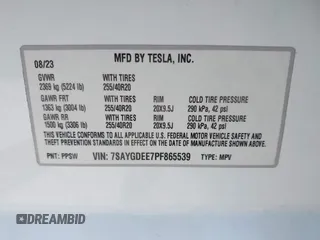 MFD BY TESLA, INC.
08/23
GVWR WITH TIRES
2369 kg (5224 lb) 255/40R20
GAWR FRT WITH TIRES RIM COLD TIRE PRESSURE
1363 kg (3004 lb) 255/40R20 20X9.5J 290 kPa, 42 psi
GAWR RR WITH TIRES RIM COLD TIRE PRESSURE
1500 kg (3306 lb) 255/40R20 20X9.5J 290 kPa, 42 psi
THIS VEHICLE CONFORMS TO ALL APPLICABLE U.S. FEDERAL MOTOR VEHICLE SAFETY AND
THEFT PREVENTION STANDARDS IN EFFECT ON THE DATE OF MANUFACTURE SHOWN ABOVE.
PNT: PPSW VIN: 7SAYGDEE7PF865539 TYPE: MPV
DREAMBID